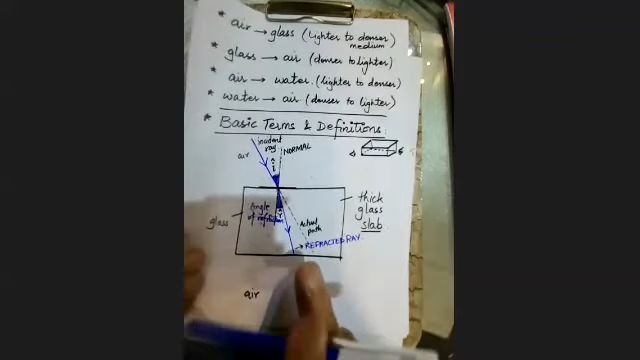 * air → glass (lighter to denser medium)
* glass → air (denser to lighter)
* air → water. (lighter to denser)
* water → air (denser to lighter)
* Basic Terms & Definitions.
incident ray
NORMAL
air
i
thick glass slab
Angle of refraction
r
glass
Actual path
REFRACTED RAY
air